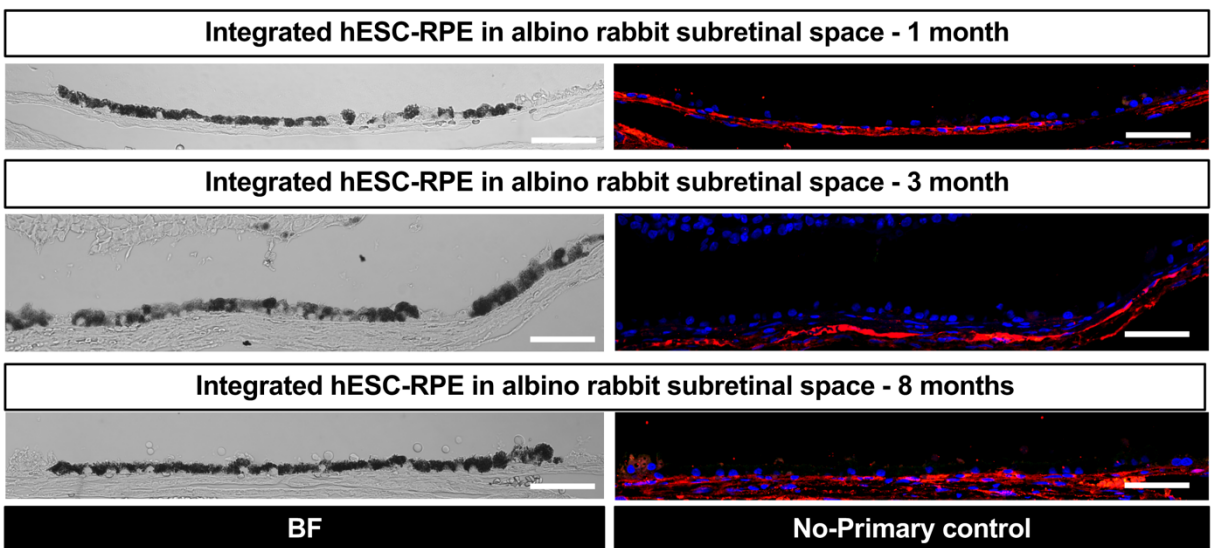 Integrated hESC-RPE in albino rabbit subretinal space - 1 month
Integrated hESC-RPE in albino rabbit subretinal space - 3 month
Integrated hESC-RPE in albino rabbit subretinal space - 8 months
BF
No-Primary control